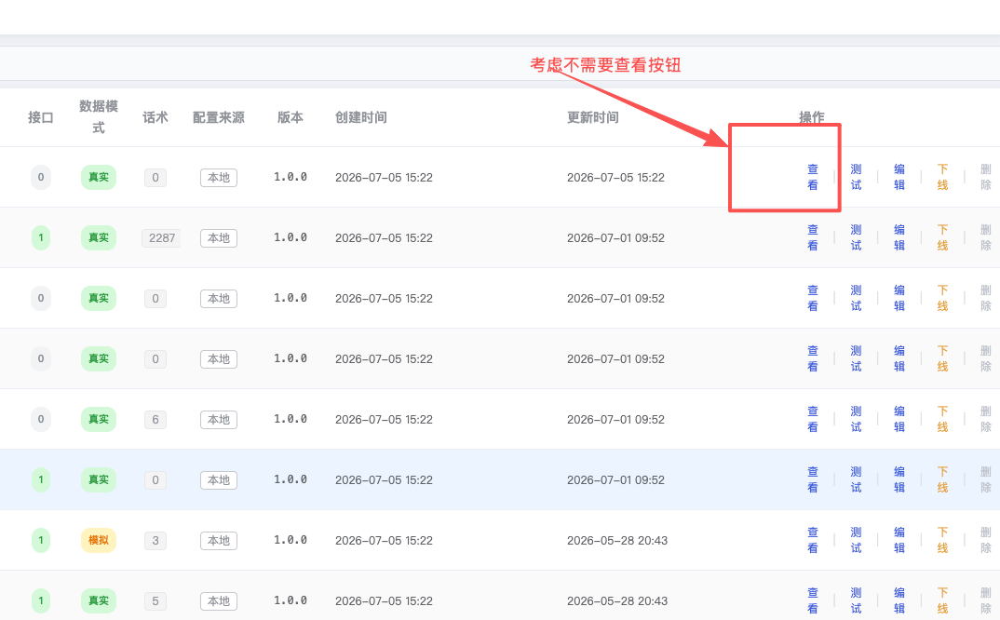 考虑不需要查看按钮
接口 数据模式 话术 配置来源 版本 创建时间 更新时间 操作
0 真实 0 本地 1.0.0 2026-07-05 15:22 2026-07-05 15:22 查看 测试 编辑 下线 删除
1 真实 2287 本地 1.0.0 2026-07-05 15:22 2026-07-01 09:52 查看 测试 编辑 下线 删除
0 真实 0 本地 1.0.0 2026-07-05 15:22 2026-07-01 09:52 查看 测试 编辑 下线 删除
0 真实 0 本地 1.0.0 2026-07-05 15:22 2026-07-01 09:52 查看 测试 编辑 下线 删除
0 真实 6 本地 1.0.0 2026-07-05 15:22 2026-07-01 09:52 查看 测试 编辑 下线 删除
1 真实 0 本地 1.0.0 2026-07-05 15:22 2026-07-01 09:52 查看 测试 编辑 下线 删除
1 模拟 3 本地 1.0.0 2026-07-05 15:22 2026-05-28 20:43 查看 测试 编辑 下线 删除
1 真实 5 本地 1.0.0 2026-07-05 15:22 2026-05-28 20:43 查看 测试 编辑 下线 删除